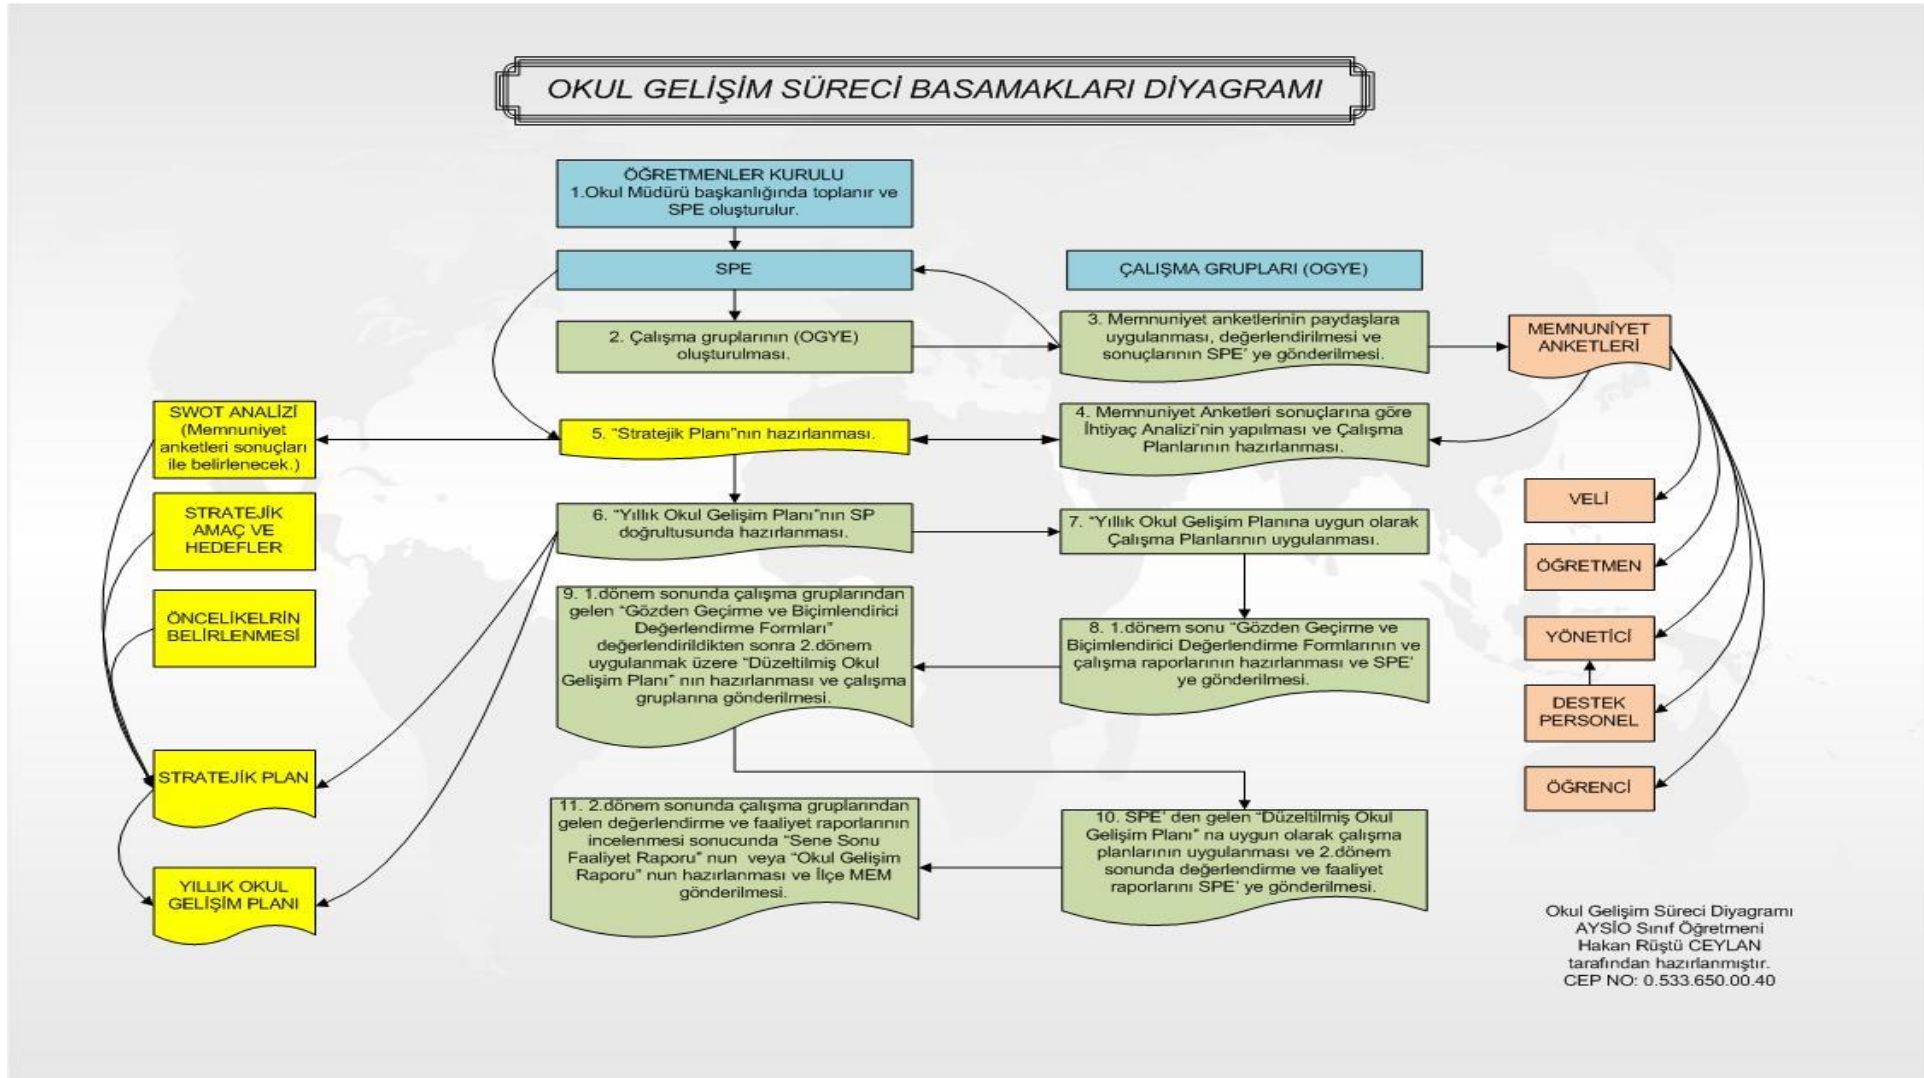 OKUL GELİŞİM SÜRECİ BASAMAKLARI DİYAGRAMI
ÖĞRETMENLER KURULU
1.Okul Müdürü başkanlığında toplanır ve
SPE oluşturulur.
SPE
ÇALIŞMA GRUPLARI (OGYE)
2. Çalışma gruplarının (OGYE)
oluşturulması.
3. Memnuniyet anketlerinin paydaşlara
uygulanması, değerlendirilmesi ve
sonuçlarının SPE' ye gönderilmesi.
MEMNUNİYET
ANKETLERİ
SWOT ANALİZİ
(Memnuniyet
anketleri sonuçları
ile belirlenecek.)
5. “Stratejik Planı”nın hazırlanması.
4. Memnuniyet Anketleri sonuçlarına göre
İhtiyaç Analizi’nin yapılması ve Çalışma
Planlarının hazırlanması.
VELİ
STRATEJİK
AMAÇ VE
HEDEFLER
6. “Yıllık Okul Gelişim Planı”nın SP
doğrultusunda hazırlanması.
7. “Yıllık Okul Gelişim Planına uygun olarak
Çalışma Planlarının uygulanması.
ÖĞRETMEN
ÖNCELİKELRİN
BELİRLENMESİ
9. 1.dönem sonunda çalışma gruplarından
gelen “Gözden Geçirme ve Biçimlendirici
Değerlendirme Formları”
değerlendirildikten sonra 2.dönem
uygulanmak üzere “Düzeltilmiş Okul
Gelişim Planı” nın hazırlanması ve çalışma
gruplarına gönderilmesi.
8. 1.dönem sonu “Gözden Geçirme ve
Biçimlendirici Değerlendirme Formlarının ve
çalışma raporlarının hazırlanması ve SPE’
ye gönderilmesi.
YÖNETİCİ
DESTEK
PERSONEL
STRATEJİK PLAN
ÖĞRENCİ
11. 2.dönem sonunda çalışma gruplarından
gelen değerlendirme ve faaliyet raporlarının
incelenmesi sonucunda “Sene Sonu
Faaliyet Raporu” nun veya “Okul Gelişim
Raporu” nun hazırlanması ve İlçe MEM
gönderilmesi.
10. SPE’ den gelen “Düzeltilmiş Okul
Gelişim Planı” na uygun olarak çalışma
planlarının uygulanması ve 2.dönem
sonunda değerlendirme ve faaliyet
raporlarını SPE’ ye gönderilmesi.
YILLIK OKUL
GELİŞİM PLANI
Okul Gelişim Süreci Diyagramı
AYSİO Sınıf Öğretmeni
Hakan Rüştü CEYLAN
tarafından hazırlanmıştır.
CEP NO: 0.533.650.00.40